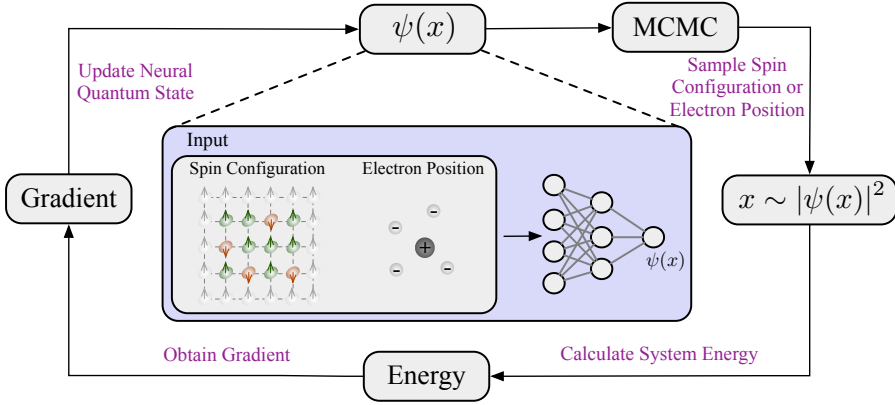 ψ(x)
MCMC
Update Neural
Quantum State
Sample Spin
Configuration or
Electron Position
Input
Spin Configuration
Electron Position
Gradient
x ~ |ψ(x)|²
ψ(x)
Obtain Gradient
Calculate System Energy
Energy